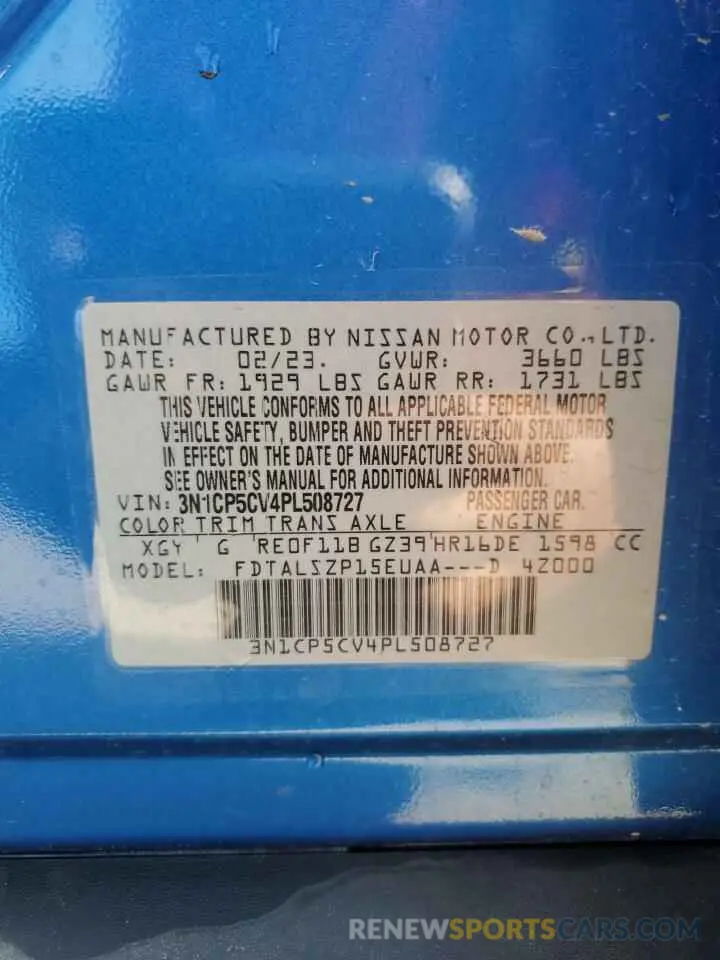 MANUFACTURED BY NISSAN MOTOR CO., LTD.
DATE: 02/23. GVWR: 3660 LBS
GAWR FR: 1929 LBS GAWR RR: 1731 LBS
THIS VEHICLE CONFORMS TO ALL APPLICABLE FEDERAL MOTOR
VEHICLE SAFETY, BUMPER AND THEFT PREVENTION STANDARDS
IN EFFECT ON THE DATE OF MANUFACTURE SHOWN ABOVE.
SEE OWNER'S MANUAL FOR ADDITIONAL INFORMATION.
VIN: 3N1CP5CV4PL508727 PASSENGER CAR.
COLOR TRIM TRANS AXLE ENGINE
XGY G RE0F11B GZ39 HR16DE 1598 CC
MODEL: FDTALSZP15EUAA---D 4Z000
3N1CP5CV4PL508727
RENEWSPORTSCARS.COM